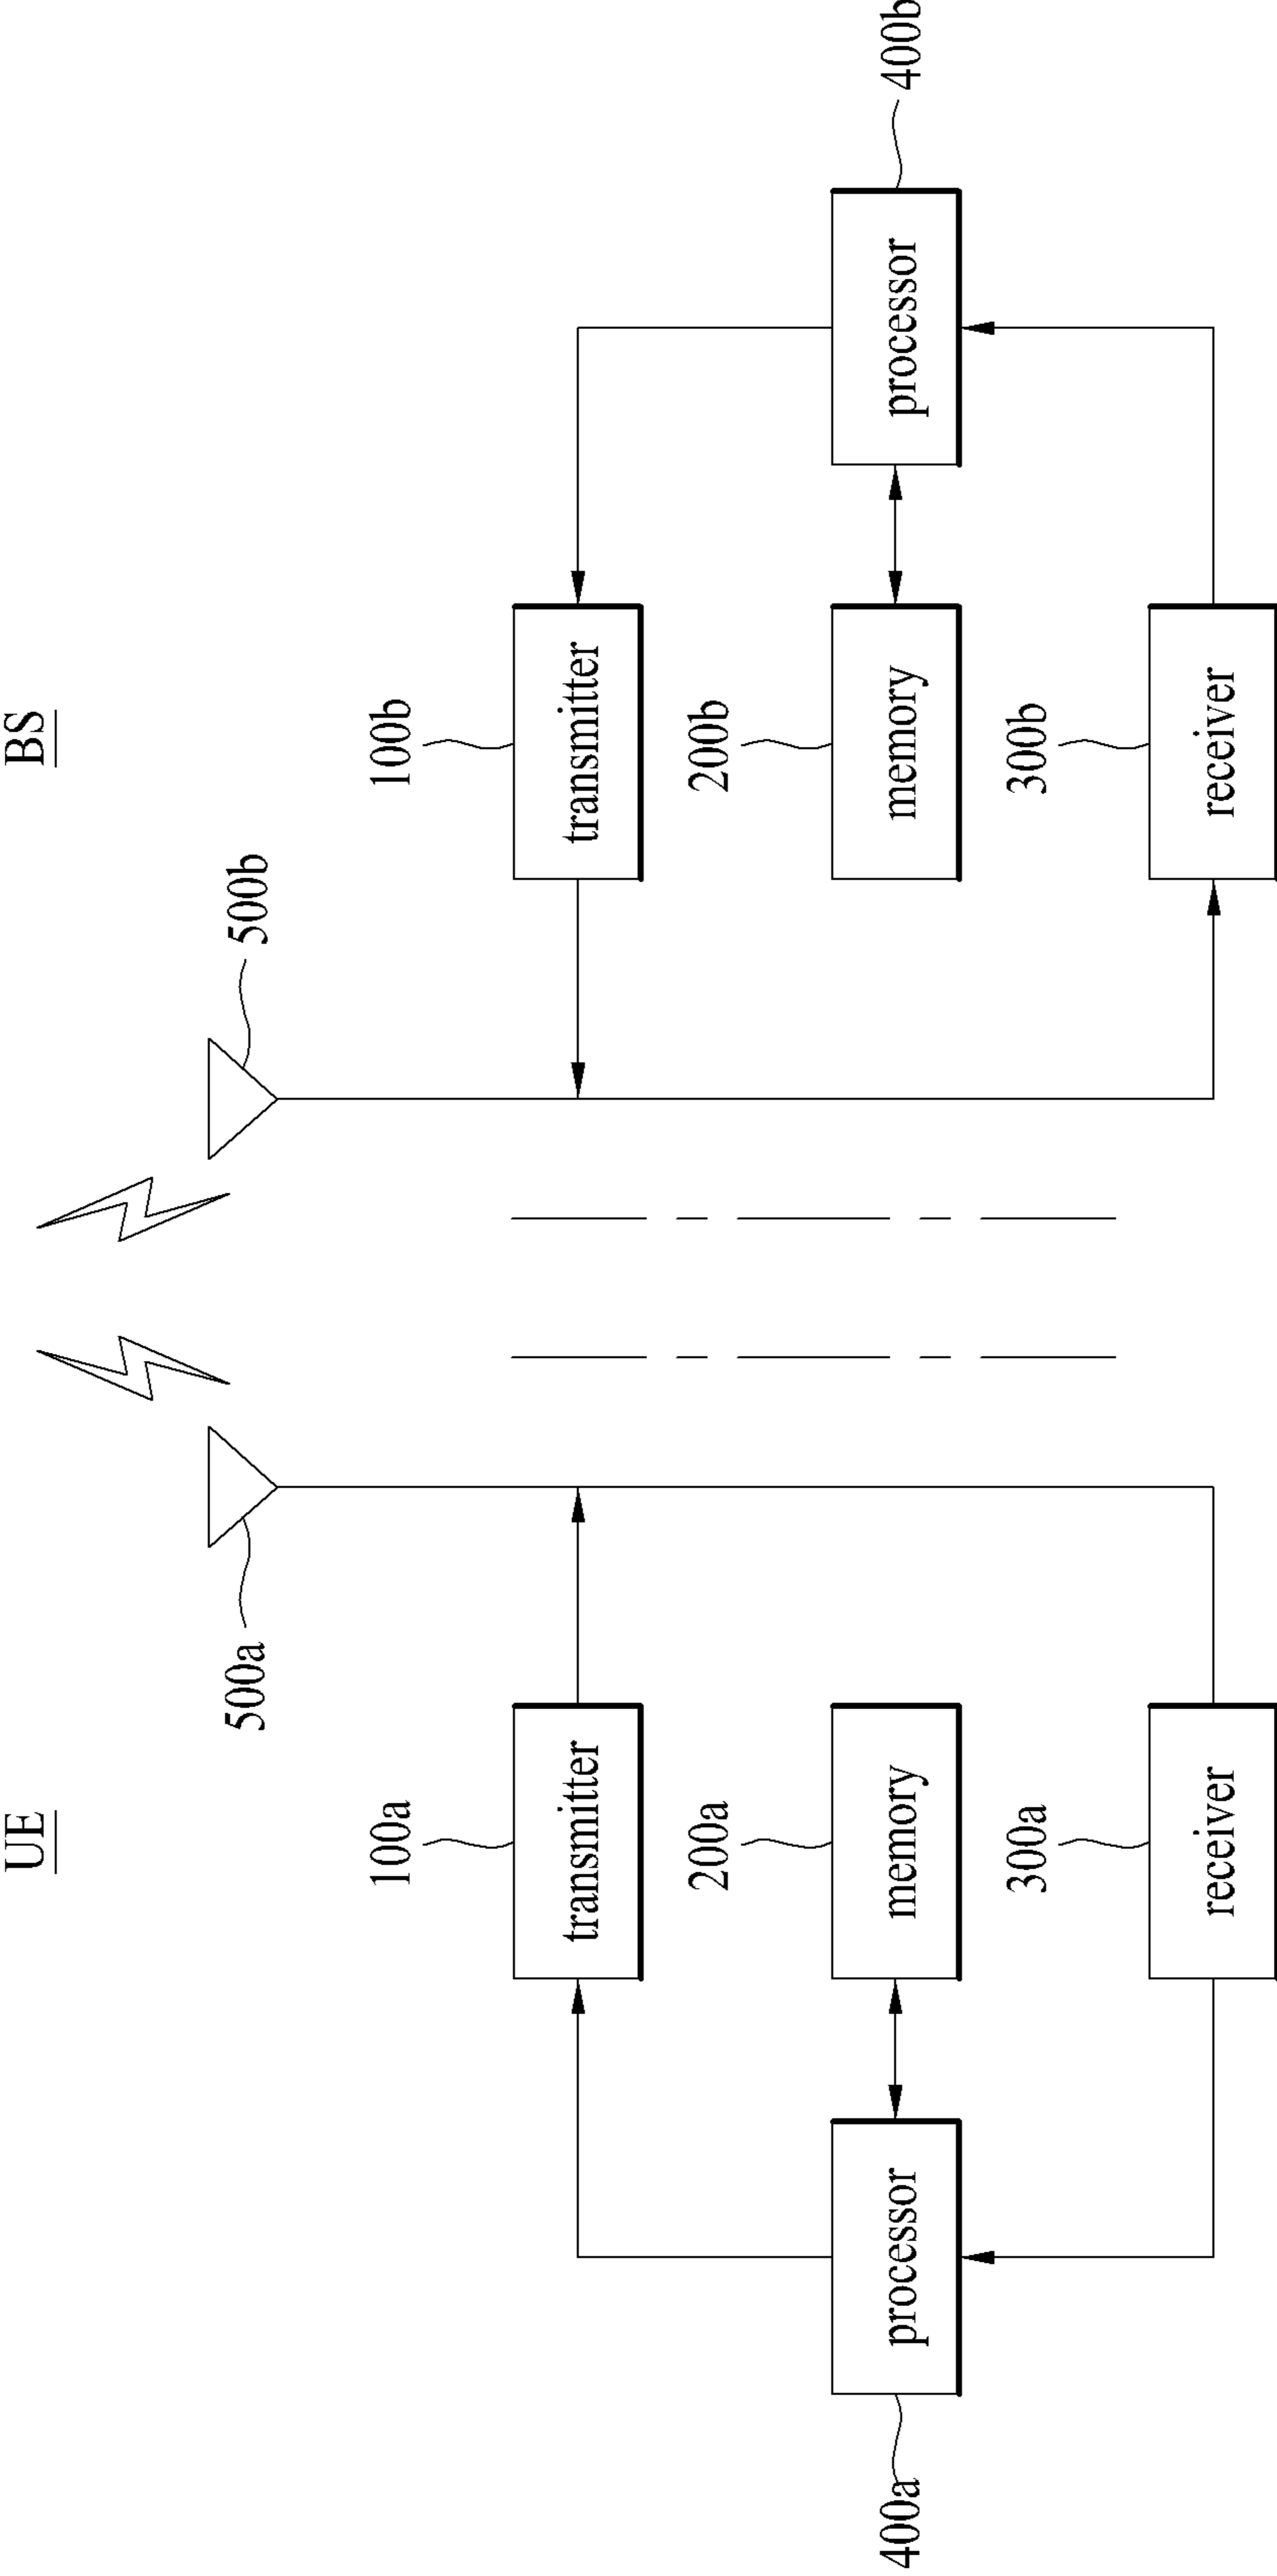 UE
BS
500a
500b
100a
transmitter
100b
transmitter
400a
processor
200a
memory
200b
memory
processor
400b
300a
receiver
300b
receiver